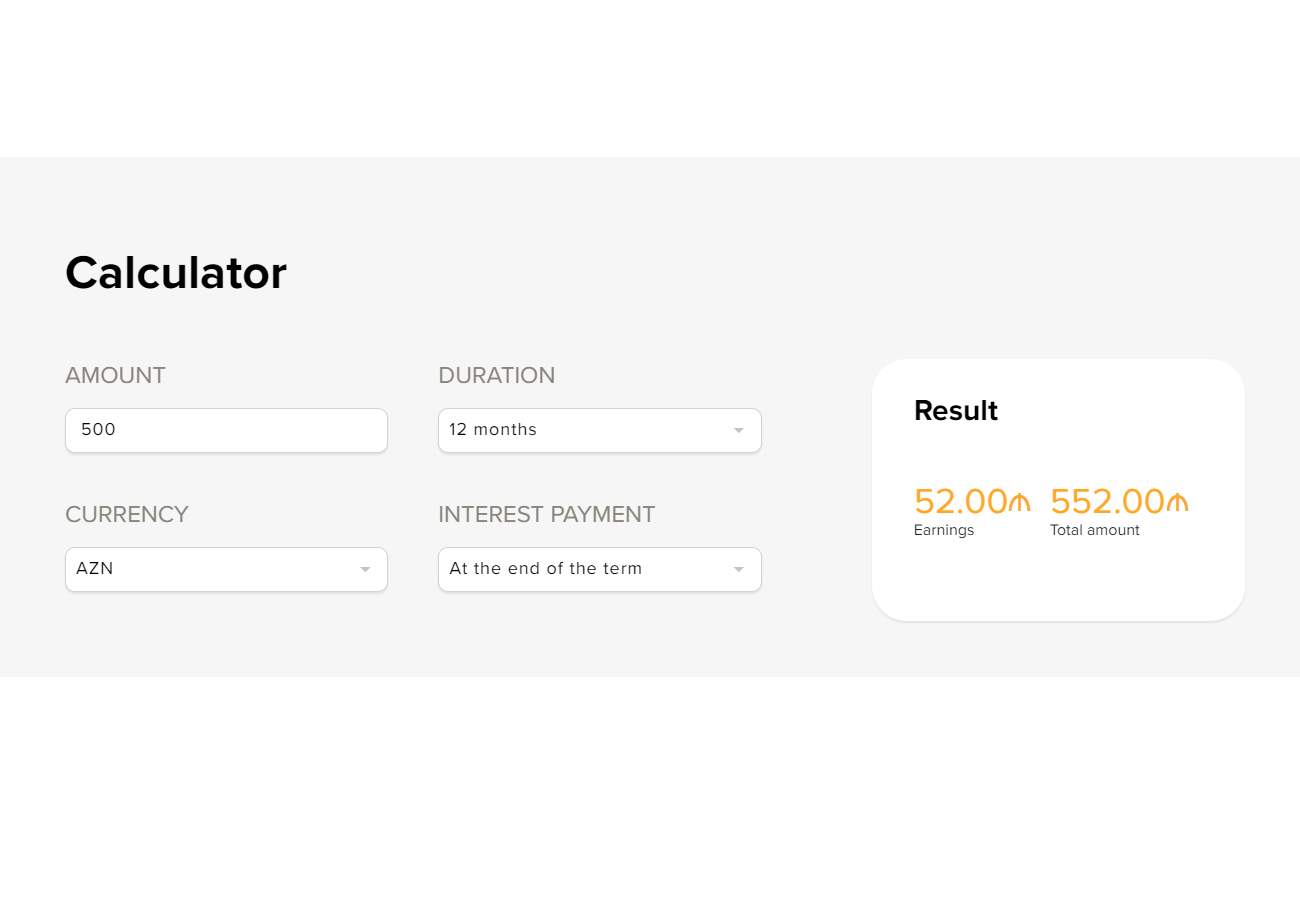 Calculator
AMOUNT
500
DURATION
12 months
CURRENCY
AZN
INTEREST PAYMENT
At the end of the term
Result
52.00₼ 552.00₼
Earnings Total amount